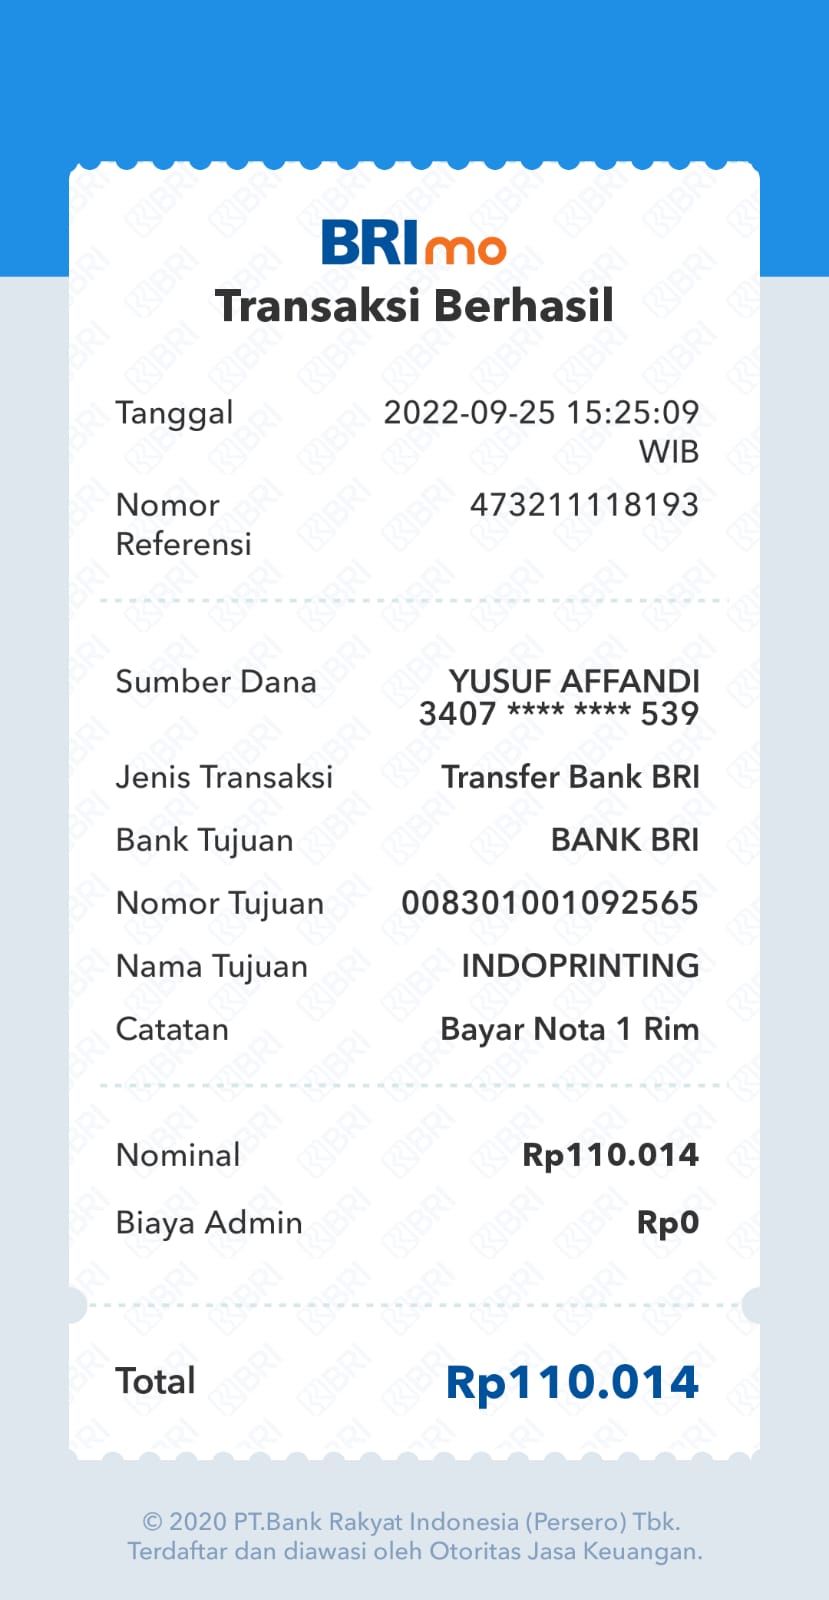 BRImo
Transaksi Berhasil
Tanggal 2022-09-25 15:25:09
WIB
Nomor 473211118193
Referensi
Sumber Dana YUSUF AFFANDI
3407 **** **** 539
Jenis Transaksi Transfer Bank BRI
Bank Tujuan BANK BRI
Nomor Tujuan 008301001092565
Nama Tujuan INDOPRINTING
Catatan Bayar Nota 1 Rim
Nominal Rp110.014
Biaya Admin Rp0
Total Rp110.014
© 2020 PT.Bank Rakyat Indonesia (Persero) Tbk.
Terdaftar dan diawasi oleh Otoritas Jasa Keuangan.